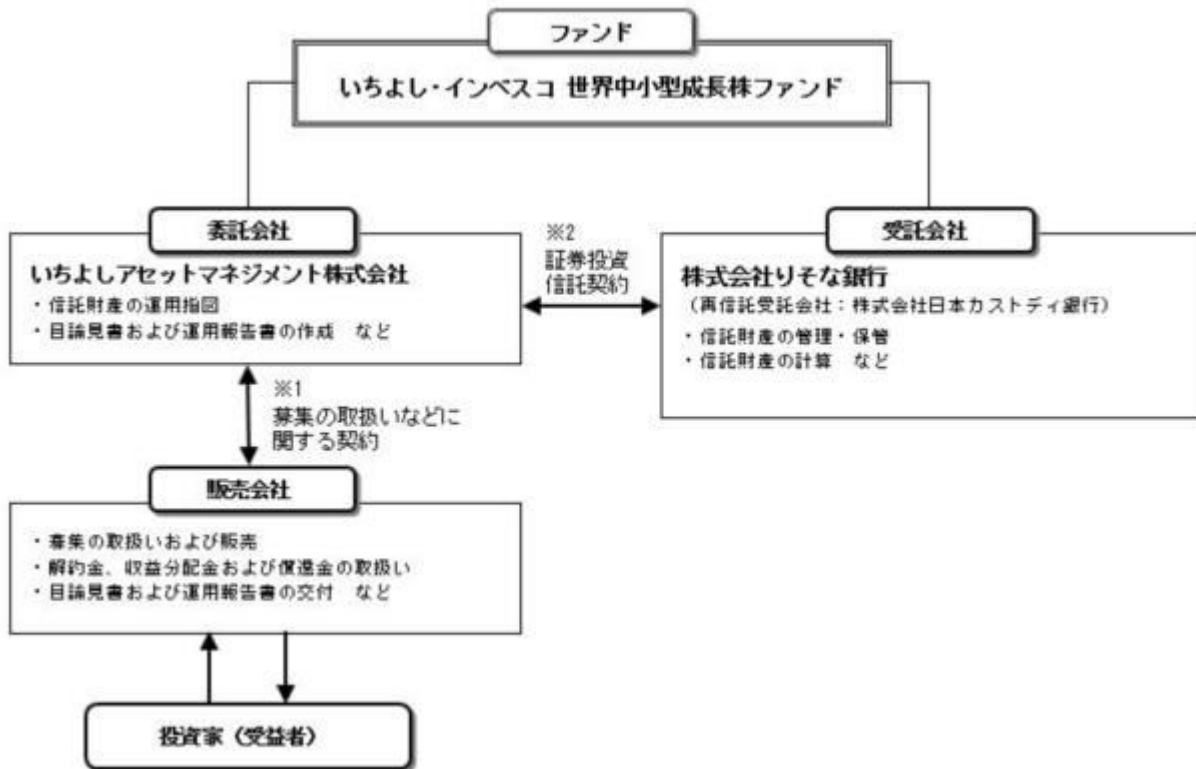 ファンド
いちよし・インベスコ 世界中小型成長株ファンド
委託会社
いちよしアセットマネジメント株式会社
・信託財産の運用指図
・目論見書および運用報告書の作成 など
※2
証券投資
信託契約
受託会社
株式会社りそな銀行
(再信託受託会社：株式会社日本カストディ銀行)
・信託財産の管理・保管
・信託財産の計算 など
※1
募集の取扱いなどに
関する契約
販売会社
・募集の取扱いおよび販売
・解約金、収益分配金および償還金の取扱い
・目論見書および運用報告書の交付 など
投資家（受益者）